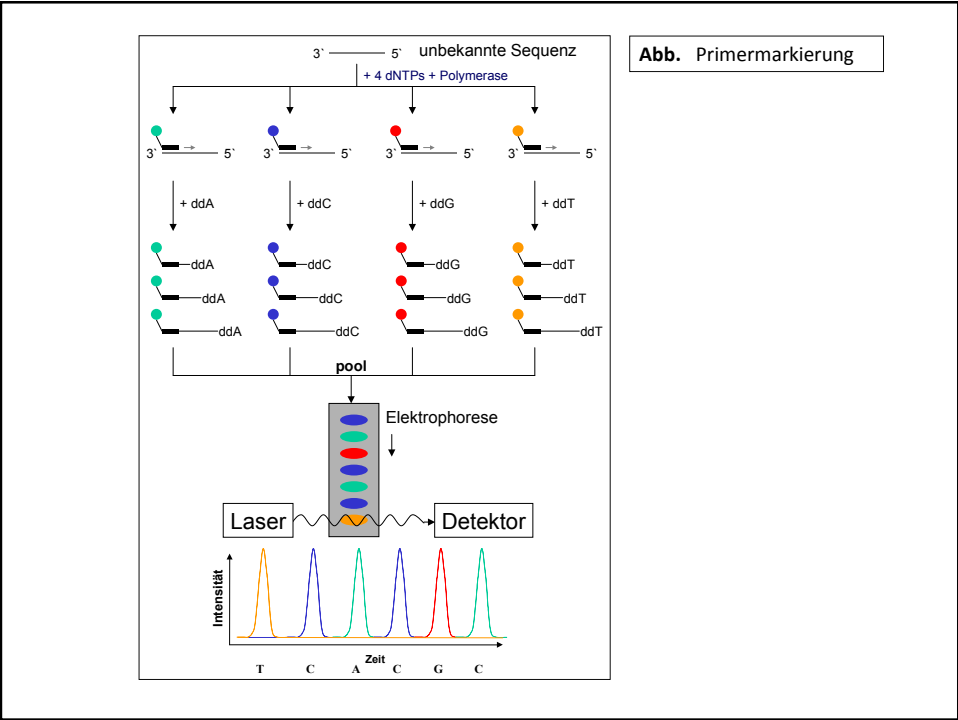 3` 5` unbekannte Sequenz
Abb. Primermarkierung
+ 4 dNTPs + Polymerase
3` 5` 3` 5` 3` 5` 3` 5`
+ ddA + ddC + ddG + ddT
ddA ddC ddG ddT
ddA ddC ddG ddT
ddA ddC ddG ddT
pool
Elektrophorese
Laser Detektor
Intensität
Zeit
T C A C G C